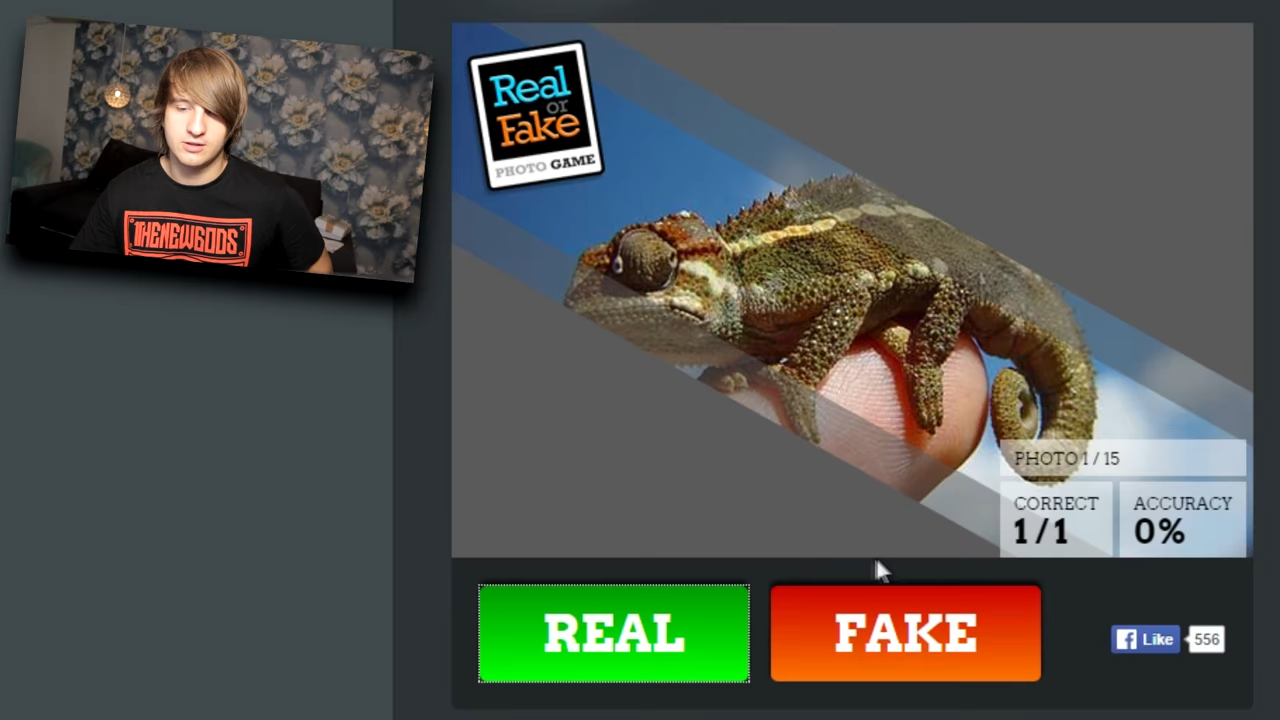 THENEWGODS
Real
or
Fake
PHOTO GAME
PHOTO 1 / 15
CORRECT
1/1
ACCURACY
0%
REAL
FAKE
Like
556